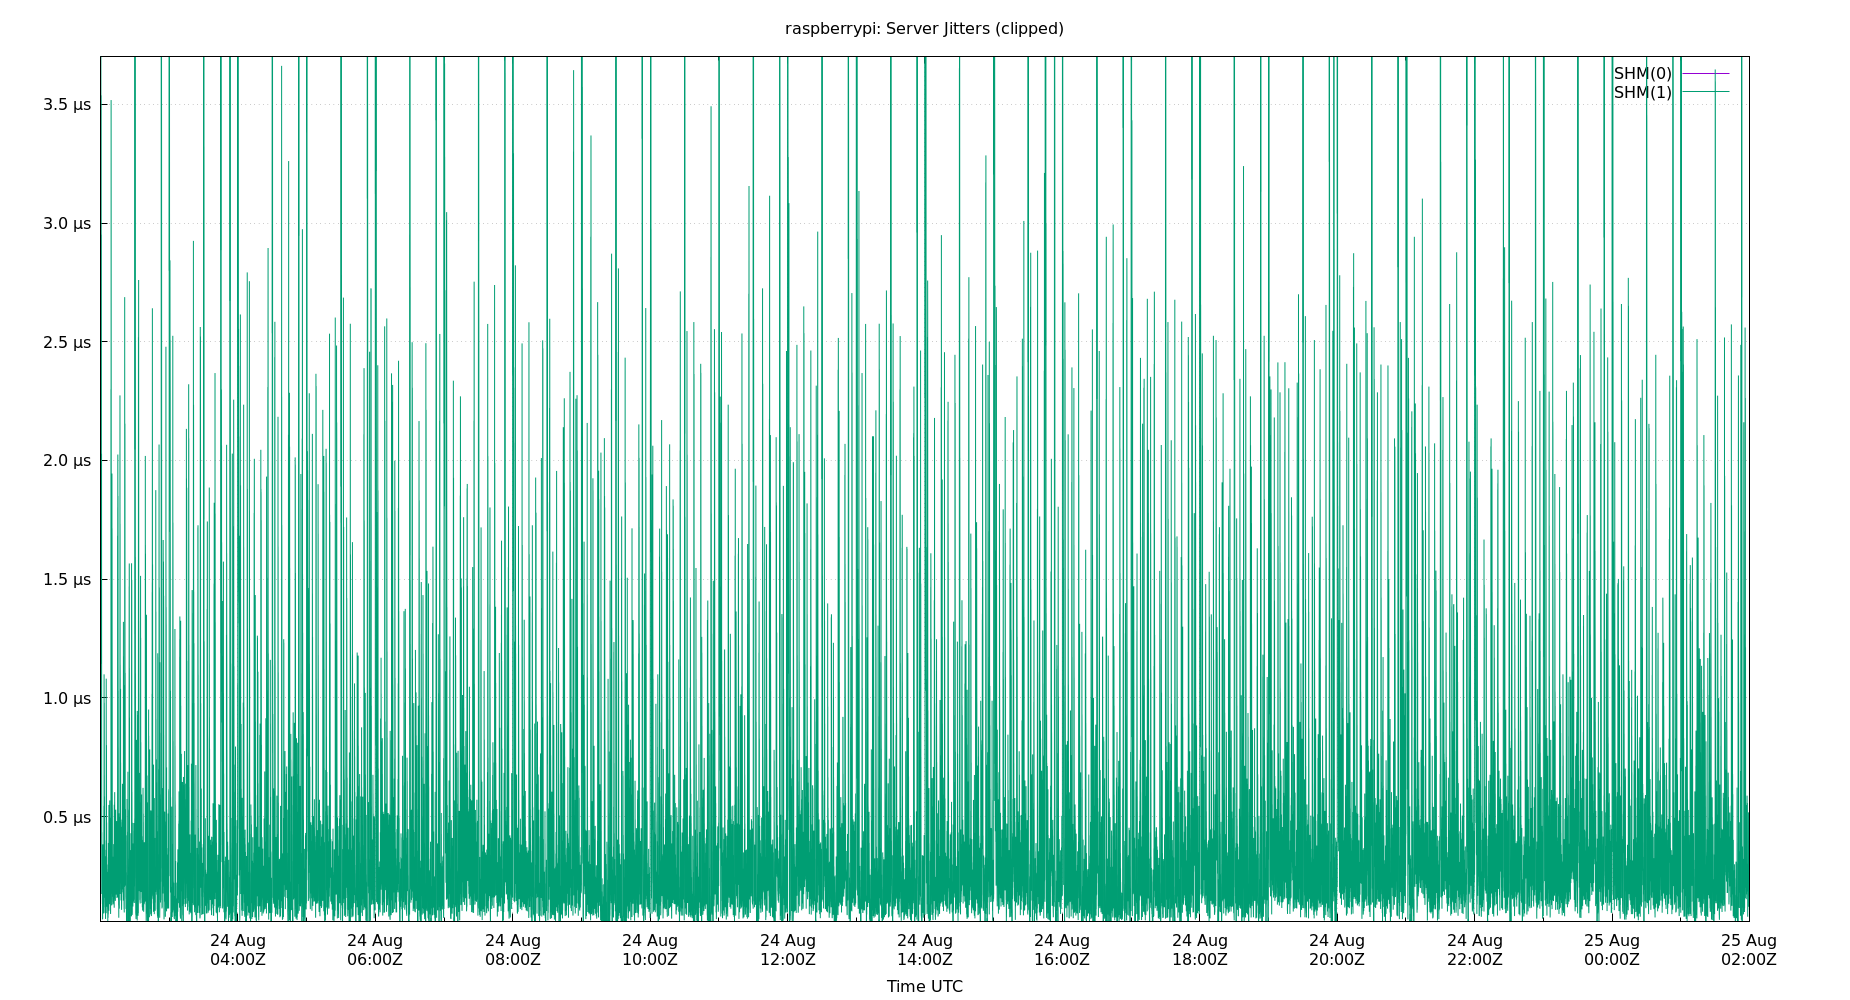 raspberrypi: Server Jitters (clipped)
SHM(0)
SHM(1)
3.5 µs
3.0 µs
2.5 µs
2.0 µs
1.5 µs
1.0 µs
0.5 µs
24 Aug 24 Aug 24 Aug 24 Aug 24 Aug 24 Aug 24 Aug 24 Aug 24 Aug 24 Aug 25 Aug 25 Aug
04:00Z 06:00Z 08:00Z 10:00Z 12:00Z 14:00Z 16:00Z 18:00Z 20:00Z 22:00Z 00:00Z 02:00Z
Time UTC